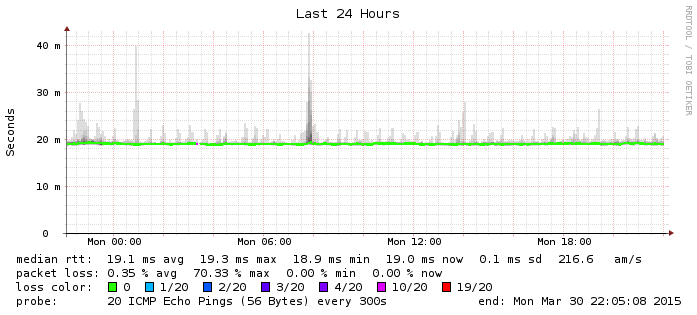 Last 24 Hours
RRDTOOL / TOBI OETIKER
Seconds
40 m
30 m
20 m
10 m
0
Mon 00:00 Mon 06:00 Mon 12:00 Mon 18:00
median rtt: 19.1 ms avg 19.3 ms max 18.9 ms min 19.0 ms now 0.1 ms sd 216.6 am/s
packet loss: 0.35 % avg 70.33 % max 0.00 % min 0.00 % now
loss color: 0 1/20 2/20 3/20 4/20 10/20 19/20
probe: 20 ICMP Echo Pings (56 Bytes) every 300s end: Mon Mar 30 22:05:08 2015